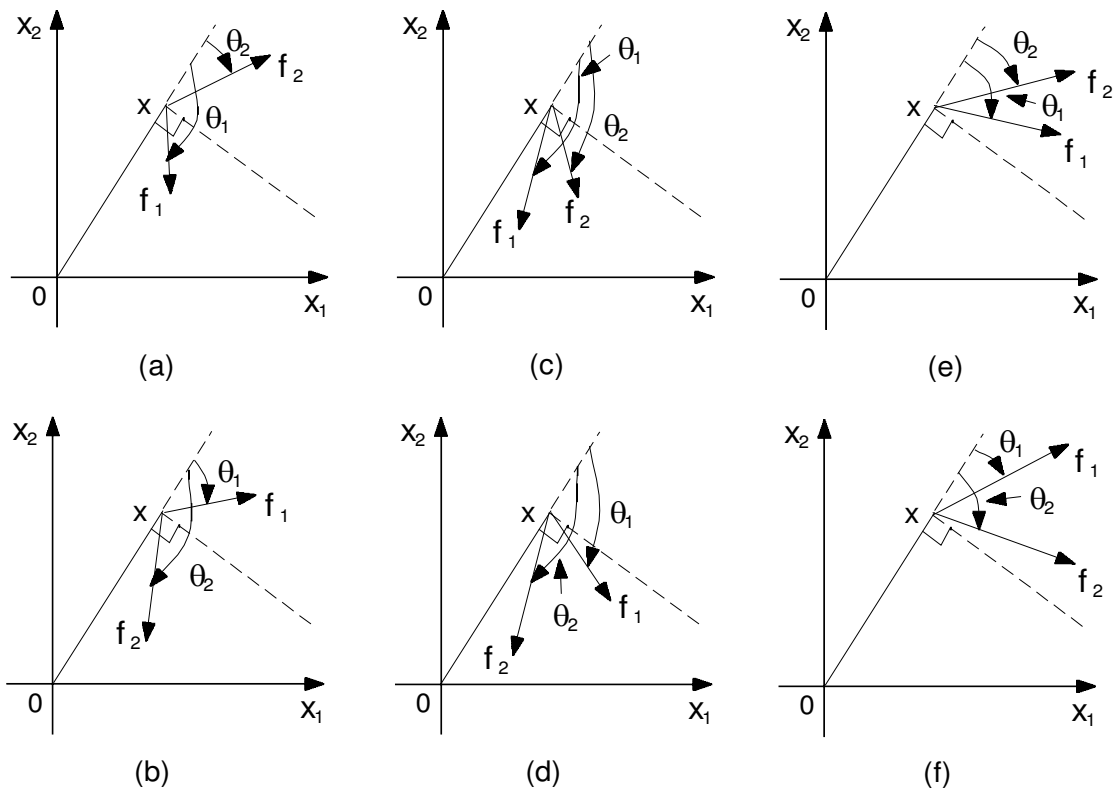 x₂
θ₂
f₂
x
θ₁
f₁
0
x₁
(a)
x₂
θ₁
x
θ₂
f₁
f₂
0
x₁
(c)
x₂
θ₂
f₂
x
θ₁
f₁
0
x₁
(e)
x₂
θ₁
x
f₁
θ₂
f₂
0
x₁
(b)
x₂
x
θ₁
θ₂
f₁
f₂
0
x₁
(d)
x₂
θ₁
f₁
x
θ₂
f₂
0
x₁
(f)